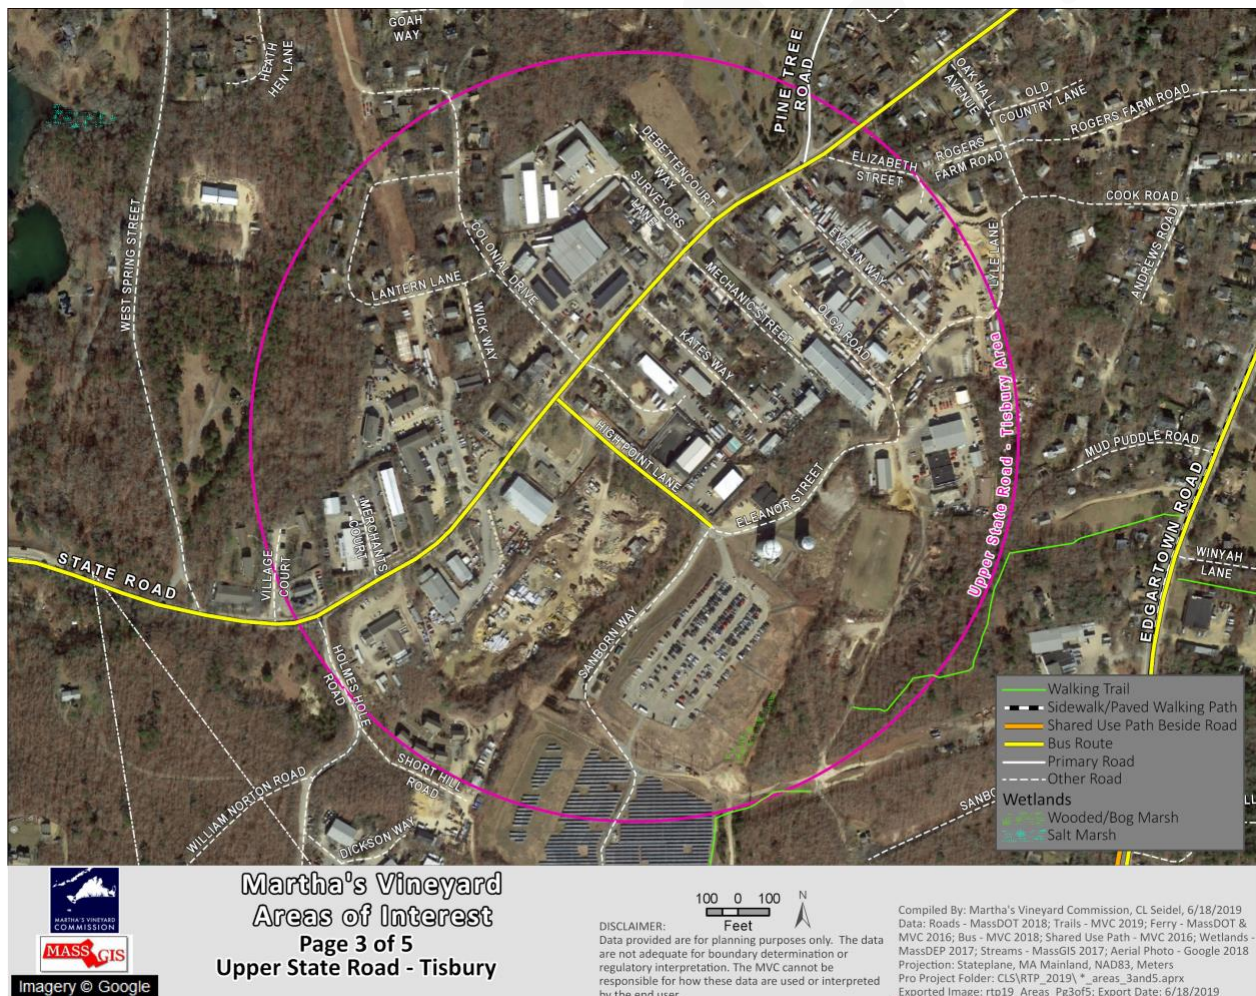 GOAH
WAY
HEATH
HEN LANE
PINE TREE
ROAD
OAK HALL
AVENUE
OLD
COUNTRY LANE
ROGERS FARM ROAD
DEBETTENCOURT
WAY
SURVEYORS
LANE
ELIZABETH
STREET
ROGERS
FARM ROAD
COOK ROAD
WEST SPRING STREET
COLONIAL DRIVE
LANTERN LANE
WICK WAY
EVELYN WAY
LYLE LANE
ANDREWS ROAD
MECHANIC STREET
OLGA ROAD
KATES WAY
Upper State Road - Tisbury Area
MUD PUDDLE ROAD
HIGH POINT LANE
ELEANOR STREET
MERCHANTS
COURT
VILLAGE
COURT
STATE ROAD
EDGARTOWN ROAD
WINYAH
LANE
SANBORN WAY
HOLMES HOLE
ROAD
SHORT HILL
ROAD
WILLIAM NORTON ROAD
DICKSON WAY
Walking Trail
Sidewalk/Paved Walking Path
Shared Use Path Beside Road
Bus Route
Primary Road
Other Road
Wetlands
Wooded/Bog Marsh
Salt Marsh
MARTHA'S VINEYARD
COMMISSION
MASS GIS
Imagery © Google
Martha's Vineyard
Areas of Interest
Page 3 of 5
Upper State Road - Tisbury
100 0 100
Feet
N
DISCLAIMER:
Data provided are for planning purposes only. The data
are not adequate for boundary determination or
regulatory interpretation. The MVC cannot be
responsible for how these data are used or interpreted
by the end user.
Compiled By: Martha's Vineyard Commission, CL Seidel, 6/18/2019
Data: Roads - MassDOT 2018; Trails - MVC 2019; Ferry - MassDOT &
MVC 2016; Bus - MVC 2018; Shared Use Path - MVC 2016; Wetlands -
MassDEP 2017; Streams - MassGIS 2017; Aerial Photo - Google 2018
Projection: Stateplane, MA Mainland, NAD83, Meters
Pro Project Folder: CLS\RTP_2019\ *_areas_3and5.aprx
Exported Image: rtp19_Areas_Pg3of5; Export Date: 6/18/2019